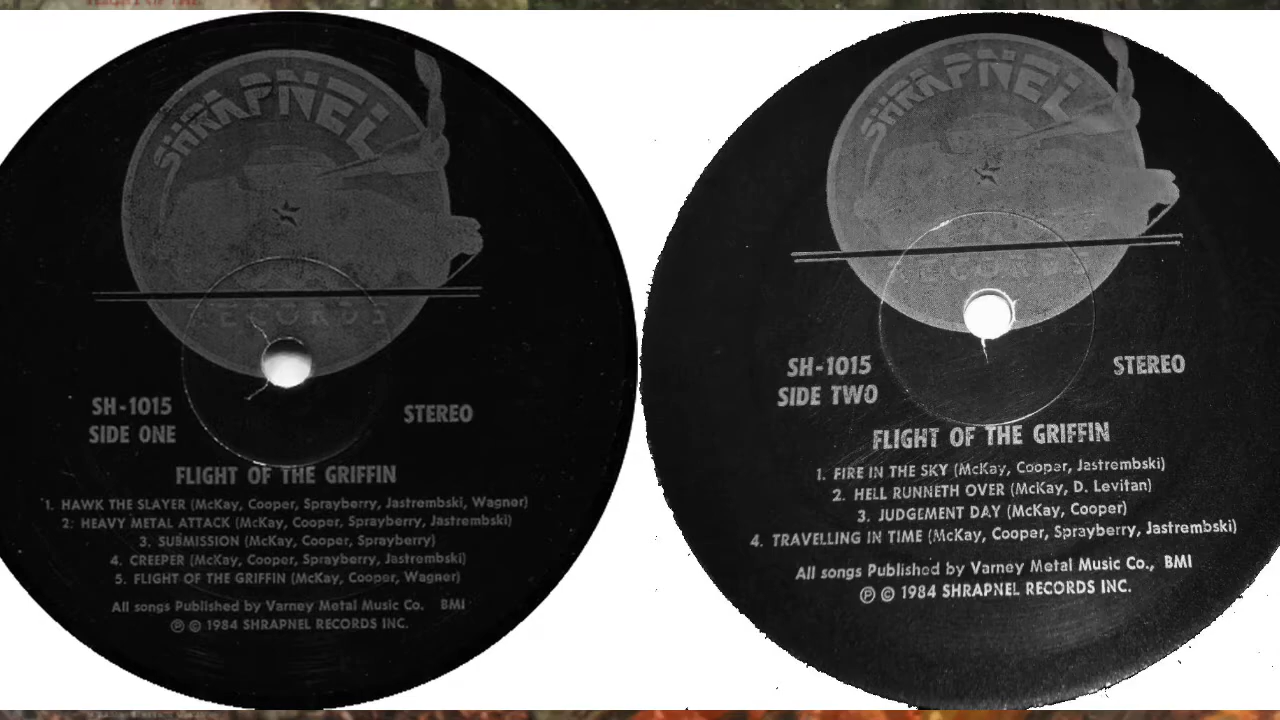 SHRAPNEL
RECORDS
SH-1015
SIDE ONE
STEREO
FLIGHT OF THE GRIFFIN
1. HAWK THE SLAYER (McKay, Cooper, Sprayberry, Jastrembski, Wagner)
2. HEAVY METAL ATTACK (McKay, Cooper, Sprayberry, Jastrembski)
3. SUBMISSION (McKay, Cooper, Sprayberry)
4. CREEPER (McKay, Cooper, Sprayberry, Jastrembski)
5. FLIGHT OF THE GRIFFIN (McKay, Cooper, Wagner)
All songs Published by Varney Metal Music Co. BMI
℗ © 1984 SHRAPNEL RECORDS INC.
SHRAPNEL
RECORDS
SH-1015
SIDE TWO
STEREO
FLIGHT OF THE GRIFFIN
1. FIRE IN THE SKY (McKay, Cooper, Jastrembski)
2. HELL RUNNETH OVER (McKay, D. Levitan)
3. JUDGEMENT DAY (McKay, Cooper)
4. TRAVELLING IN TIME (McKay, Cooper, Sprayberry, Jastrembski)
All songs Published by Varney Metal Music Co., BMI
℗ © 1984 SHRAPNEL RECORDS INC.